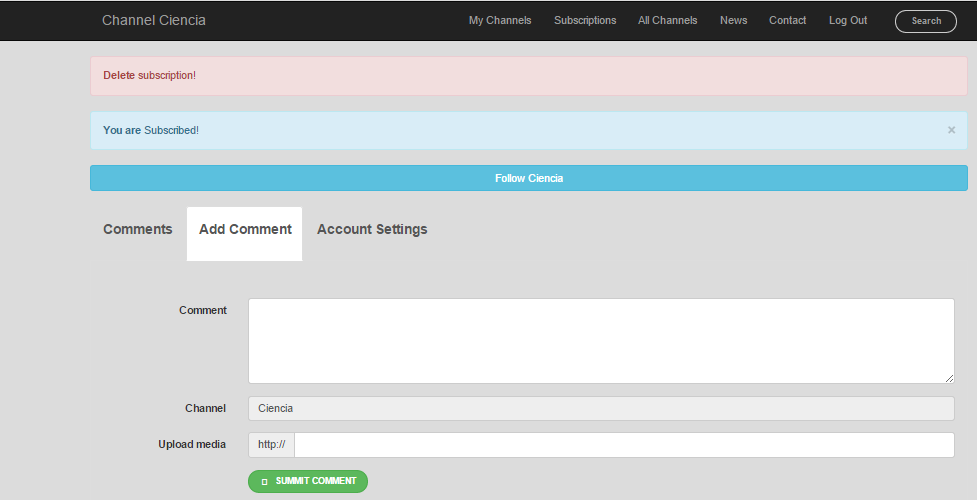 Channel Ciencia My Channels Subscriptions All Channels News Contact Log Out Search
Delete subscription!
You are Subscribed! ×
Follow Ciencia
Comments Add Comment Account Settings
Comment
Channel Ciencia
Upload media http://
SUMMIT COMMENT